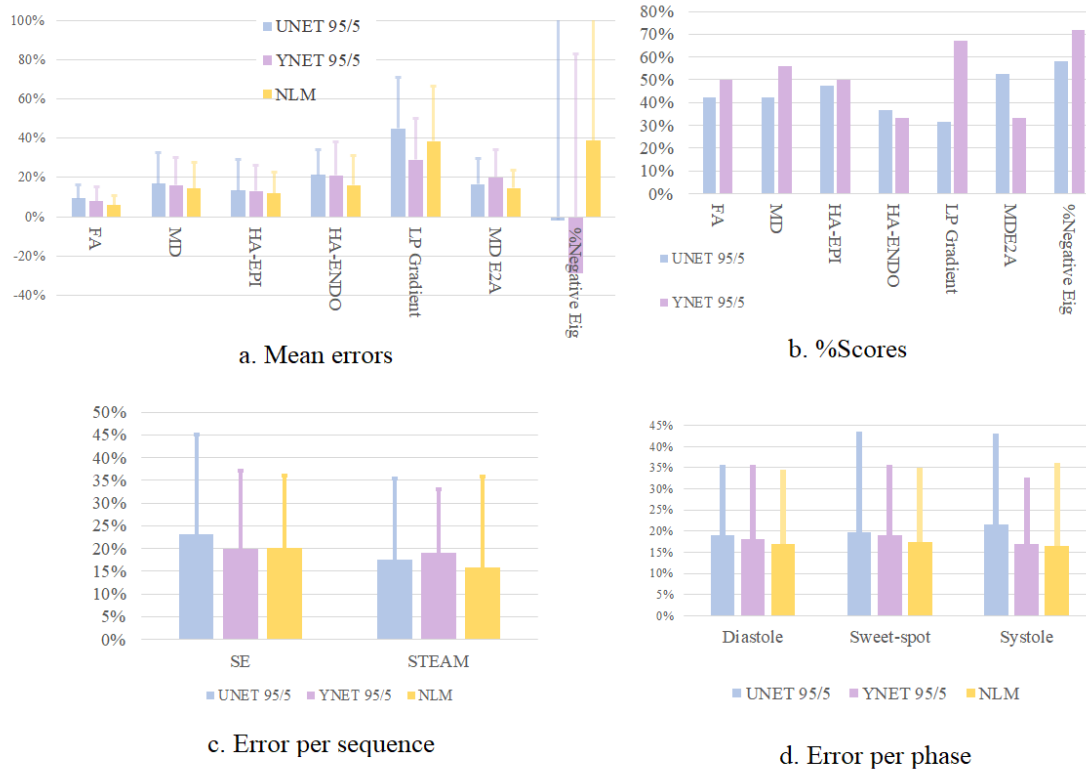 100%
80%
60%
40%
20%
0%
-20%
-40%
UNET 95/5
YNET 95/5
NLM
FA
MD
HA-EPI
HA-ENDO
LP Gradient
MD E2A
%Negative Eig
a. Mean errors
80%
70%
60%
50%
40%
30%
20%
10%
0%
FA
MD
HA-EPI
HA-ENDO
LP Gradient
MDE2A
%Negative Eig
UNET 95/5
YNET 95/5
b. %Scores
50%
45%
40%
35%
30%
25%
20%
15%
10%
5%
0%
SE STEAM
UNET 95/5 YNET 95/5 NLM
c. Error per sequence
45%
40%
35%
30%
25%
20%
15%
10%
5%
0%
Diastole Sweet-spot Systole
UNET 95/5 YNET 95/5 NLM
d. Error per phase